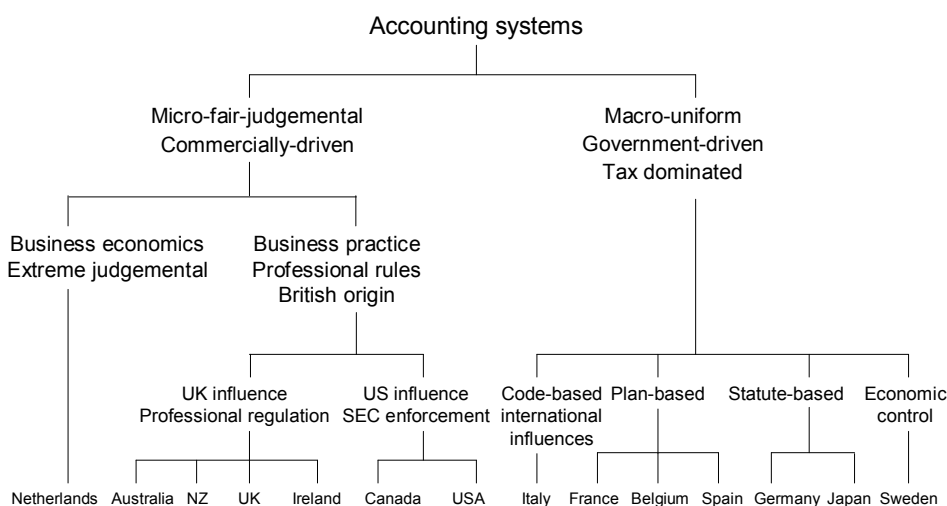 Accounting systems
Micro-fair-judgemental
Commercially-driven
Macro-uniform
Government-driven
Tax dominated
Business economics
Extreme judgemental
Business practice
Professional rules
British origin
UK influence
Professional regulation
US influence
SEC enforcement
Code-based
international
influences
Plan-based
Statute-based
Economic
control
Netherlands
Australia
NZ
UK
Ireland
Canada
USA
Italy
France
Belgium
Spain
Germany
Japan
Sweden